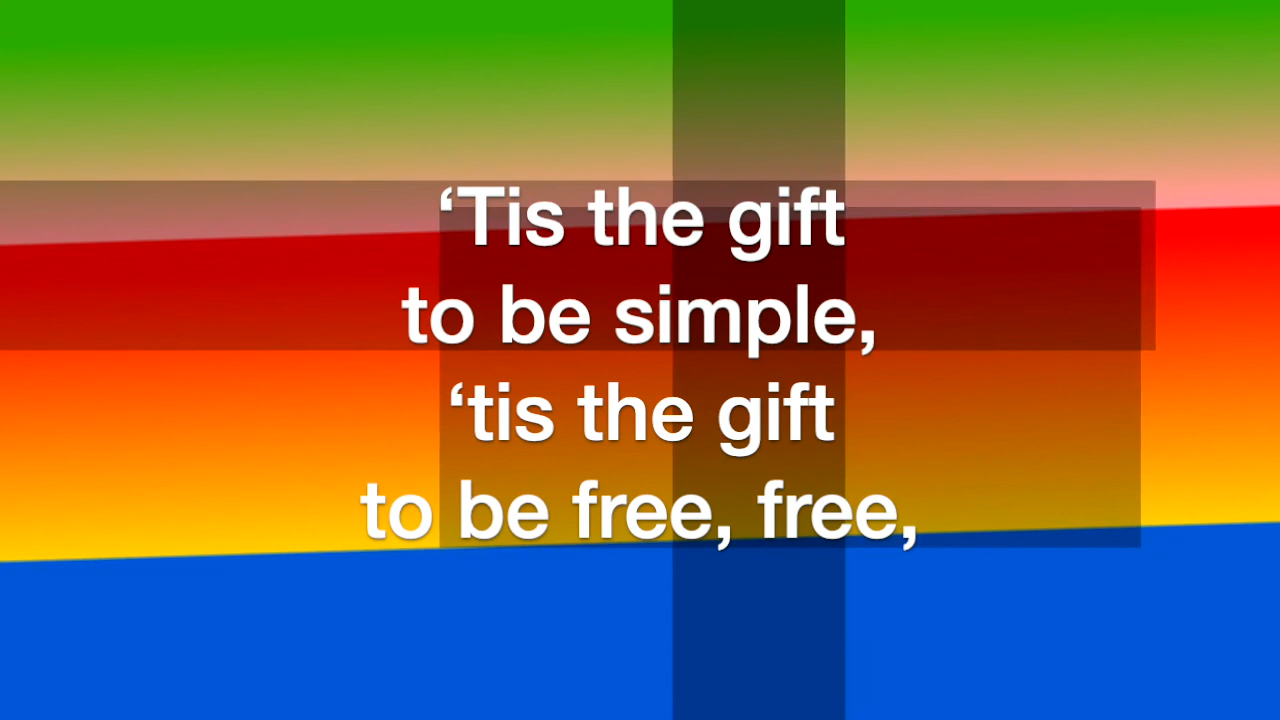 ‘Tis the gift
to be simple,
‘tis the gift
to be free, free,